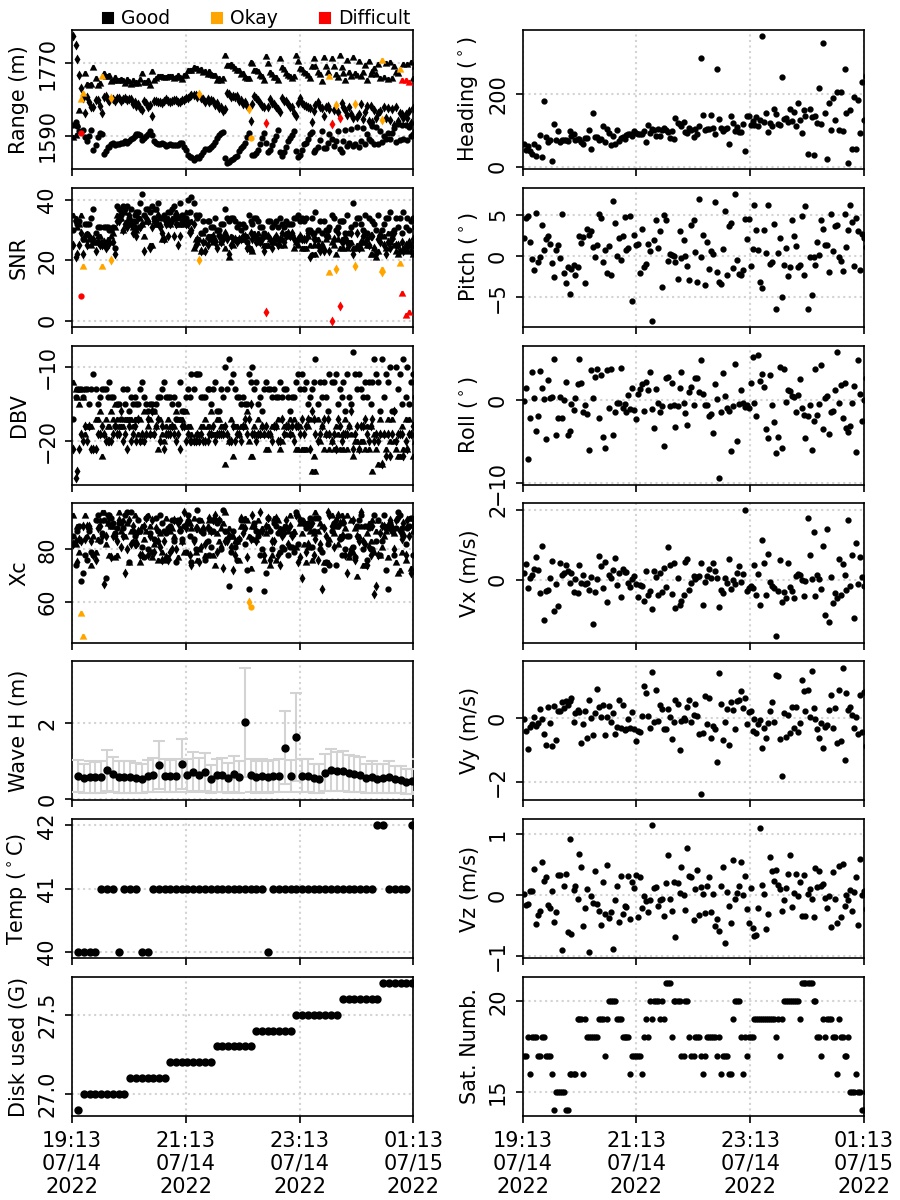 Good Okay Difficult
Range (m)
1770
1590
Heading (°)
200
0
SNR
40
20
0
Pitch (°)
5
0
−5
DBV
−10
−20
Roll (°)
0
−10
Xc
80
60
Vx (m/s)
2
0
Wave H (m)
2
0
Vy (m/s)
0
−2
Temp (°C)
42
41
40
Vz (m/s)
1
0
−1
Disk used (G)
27.5
27.0
Sat. Numb.
20
15
19:13 21:13 23:13 01:13 19:13 21:13 23:13 01:13
07/14 07/14 07/14 07/15 07/14 07/14 07/14 07/15
2022 2022 2022 2022 2022 2022 2022 2022